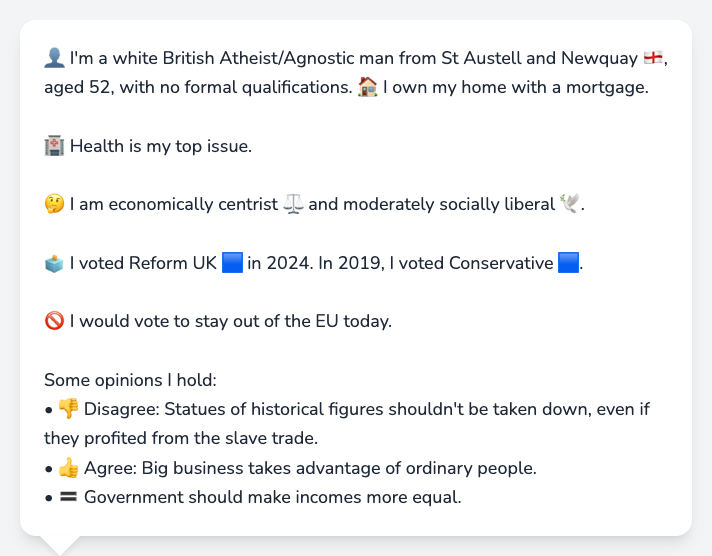 👤 I'm a white British Atheist/Agnostic man from St Austell and Newquay 🏴󠁧󠁢󠁥󠁮󠁧󠁿,
aged 52, with no formal qualifications. 🏠 I own my home with a mortgage.
🏥 Health is my top issue.
🤔 I am economically centrist ⚖️ and moderately socially liberal 🕊️.
🗳️ I voted Reform UK 🟦 in 2024. In 2019, I voted Conservative 🟦.
🚫 I would vote to stay out of the EU today.
Some opinions I hold:
• 👎 Disagree: Statues of historical figures shouldn't be taken down, even if
they profited from the slave trade.
• 👍 Agree: Big business takes advantage of ordinary people.
• 🟰 Government should make incomes more equal.